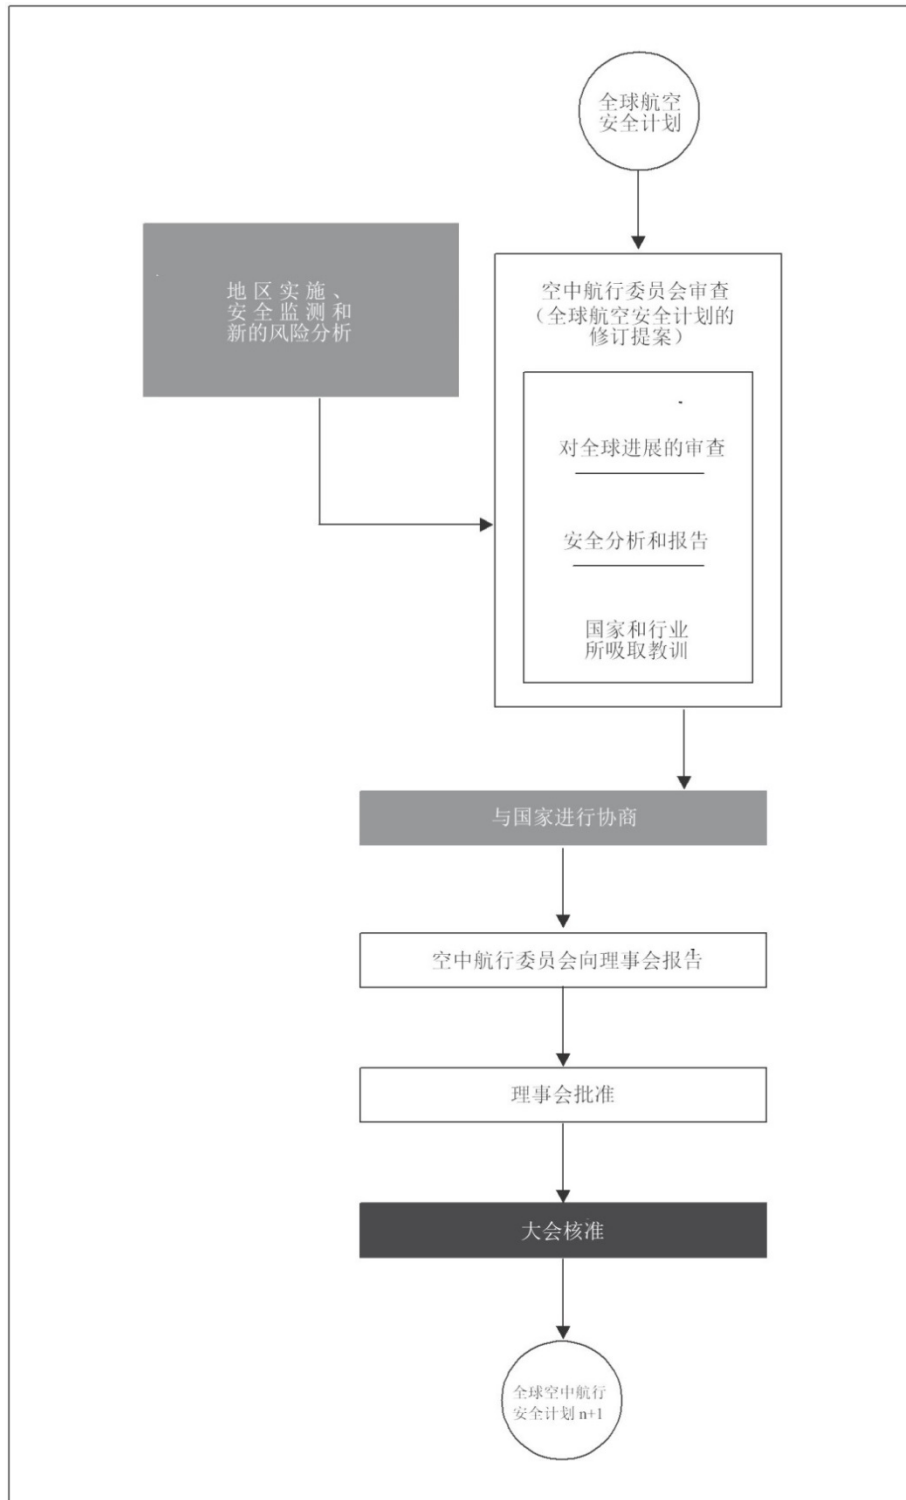 全球航空
安全计划
地区实施、
安全监测和
新的风险分析
空中航行委员会审查
（全球航空安全计划的
修订提案）
对全球进展的审查
安全分析和报告
国家和行业
所吸取教训
与国家进行协商
空中航行委员会向理事会报告
理事会批准
大会核准
全球空中航行
安全计划 n+1